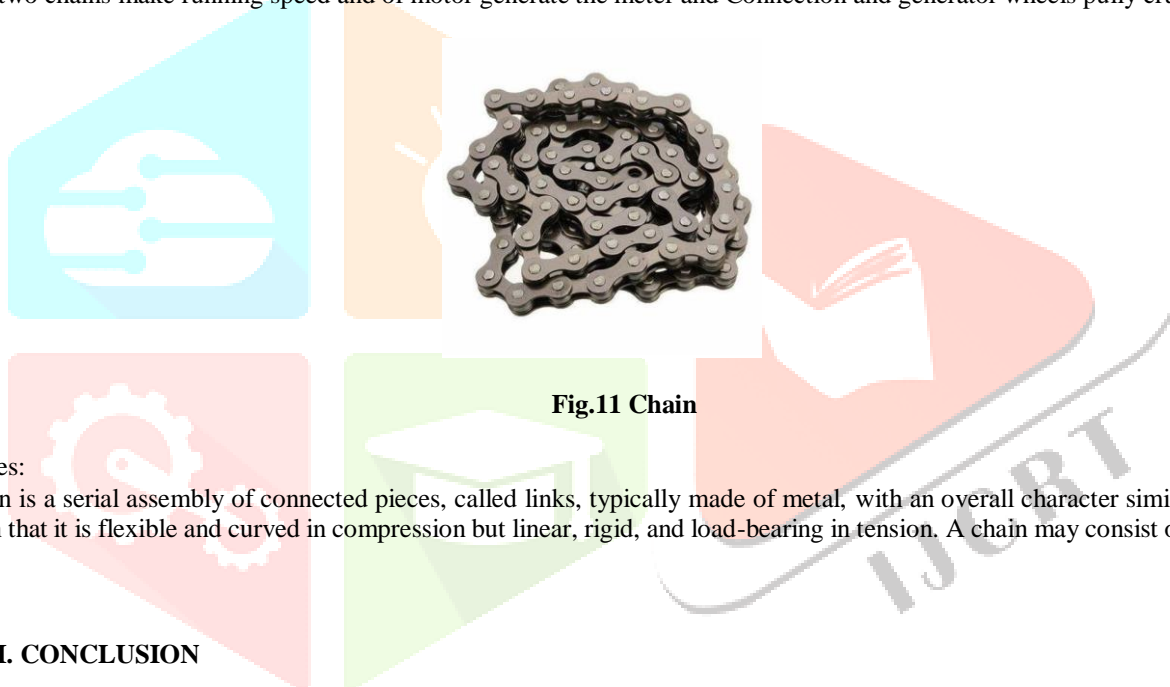 two chains make running speed and of motor generate the meter and Connection and generator wheels pully
Fig.11 Chain
es:
n is a serial assembly of connected pieces, called links, typically made of metal, with an overall character simi
that it is flexible and curved in compression but linear, rigid, and load-bearing in tension. A chain may consist
I. CONCLUSION
IJCRT